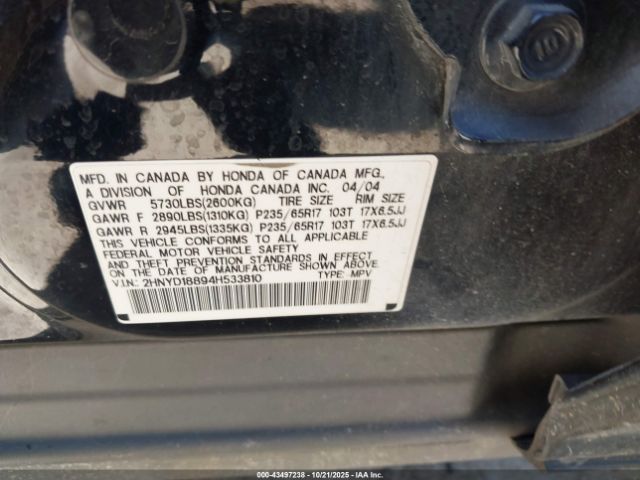 10
MFD. IN CANADA BY HONDA OF CANADA MFG.,
A DIVISION OF HONDA CANADA INC. 04/04
GVWR 5730LBS(2600KG) TIRE SIZE RIM SIZE
GAWR F 2890LBS(1310KG) P235/65R17 103T 17X6.5JJ
GAWR R 2945LBS(1335KG) P235/65R17 103T 17X6.5JJ
THIS VEHICLE CONFORMS TO ALL APPLICABLE
FEDERAL MOTOR VEHICLE SAFETY AND
THEFT PREVENTION STANDARDS IN EFFECT ON
THE DATE OF MANUFACTURE SHOWN ABOVE.
V.I.N.: 2HNYD18894H533810 TYPE: MPV
000-43497238 - 10/21/2025 - IAA Inc.